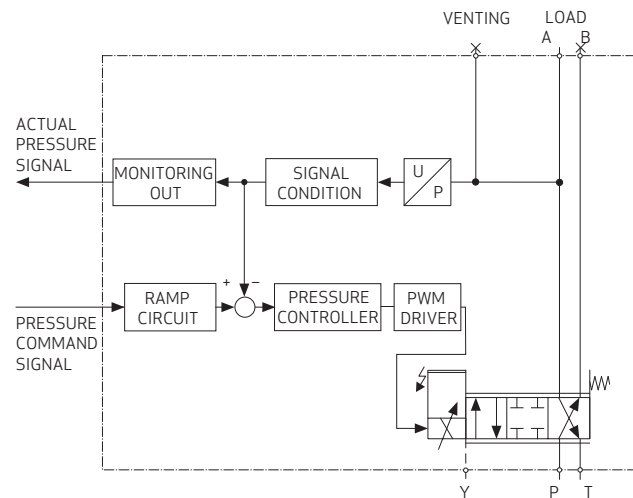 VENTING
LOAD
A
B
ACTUAL
PRESSURE
SIGNAL
MONITORING
OUT
SIGNAL
CONDITION
U
P
+
−
RAMP
CIRCUIT
PRESSURE
CONTROLLER
PWM
DRIVER
PRESSURE
COMMAND
SIGNAL
Y
P
T